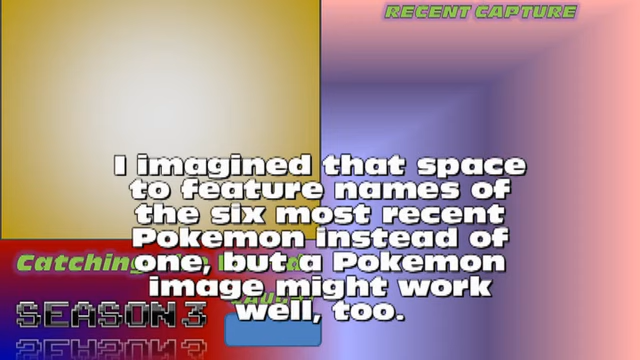 RECENT CAPTURE
I imagined that space
to feature names of
the six most recent
Pokemon instead of
one, but a Pokemon
image might work
well, too.
Catching
SEASON 3